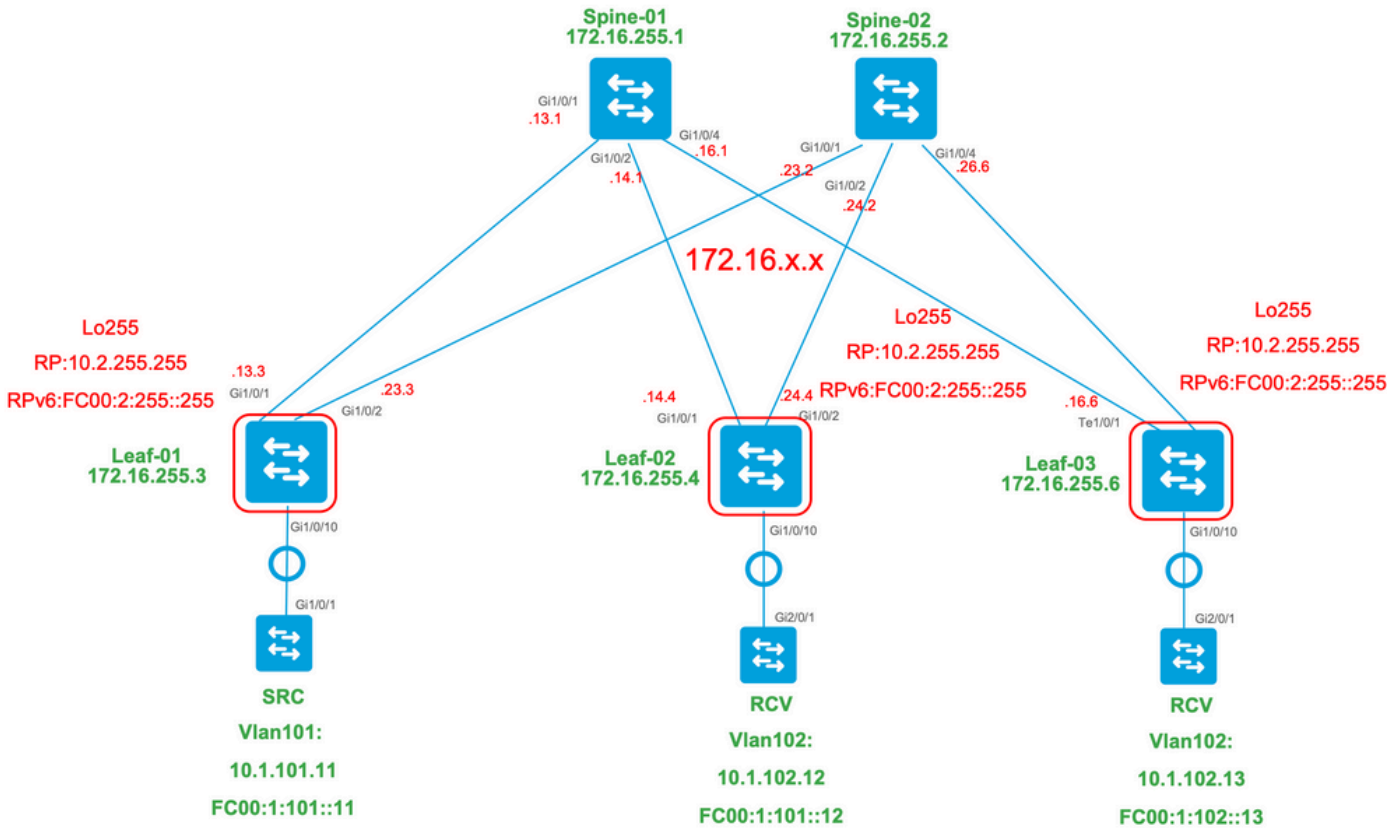 Spine-01
172.16.255.1
Spine-02
172.16.255.2
Gi1/0/1
.13.1
Gi1/0/2
.14.1
Gi1/0/4
.16.1
Gi1/0/1
.23.2
Gi1/0/2
.24.2
Gi1/0/4
.26.6
172.16.x.x
Lo255
RP:10.2.255.255
RPv6:FC00:2:255::255
.13.3
Gi1/0/1
.23.3
Gi1/0/2
Leaf-01
172.16.255.3
Lo255
RP:10.2.255.255
RPv6:FC00:2:255::255
.14.4
Gi1/0/1
.24.4
Gi1/0/2
Leaf-02
172.16.255.4
Lo255
RP:10.2.255.255
RPv6:FC00:2:255::255
.16.6
Te1/0/1
Leaf-03
172.16.255.6
Gi1/0/10
Gi1/0/1
SRC
Vlan101:
10.1.101.11
FC00:1:101::11
Gi1/0/10
Gi2/0/1
RCV
Vlan102:
10.1.102.12
FC00:1:101::12
Gi1/0/10
Gi2/0/1
RCV
Vlan102:
10.1.102.13
FC00:1:102::13